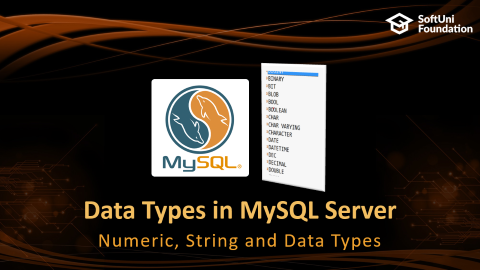 SoftUni
Foundation
BINARY
BIT
BLOB
BOOL
BOOLEAN
CHAR
CHAR VARYING
CHARACTER
DATE
DATETIME
DEC
DECIMAL
DOUBLE
MySQL®
Data Types in MySQL Server
Numeric, String and Data Types